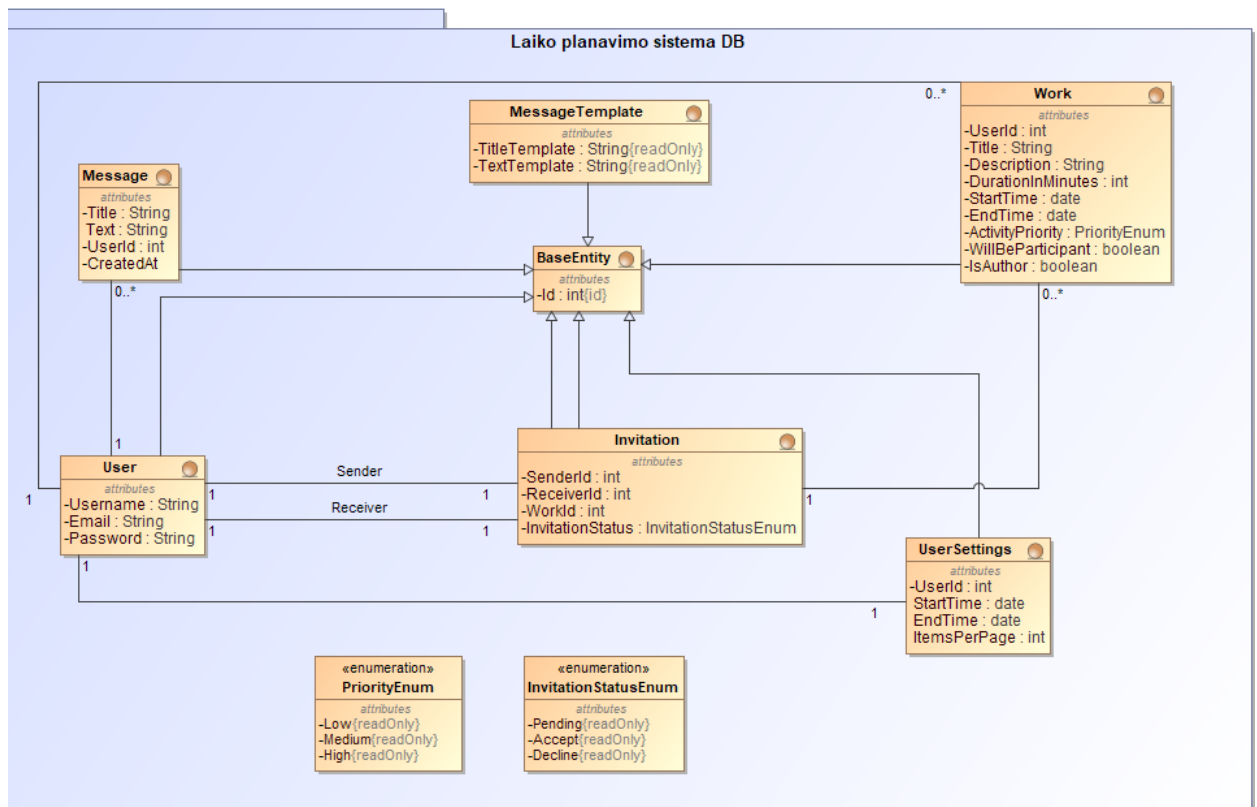 Laiko planavimo sistema DB
MessageTemplate
attributes
-TitleTemplate : String{readOnly}
-TextTemplate : String{readOnly}
0..*
Work
attributes
-UserId : int
-Title : String
-Description : String
-DurationInMinutes : int
-StartTime : date
-EndTime : date
-ActivityPriority : PriorityEnum
-WillBeParticipant : boolean
-IsAuthor : boolean
0..*
Message
attributes
-Title : String
Text : String
-UserId : int
-CreatedAt
0..*
BaseEntity
attributes
-Id : int{id}
1
1
User
attributes
-Username : String
-Email : String
-Password : String
1
Sender
1
1
Receiver
1
1
Invitation
attributes
-SenderId : int
-ReceiverId : int
-WorkId : int
-InvitationStatus : InvitationStatusEnum
1
1
UserSettings
attributes
-UserId : int
StartTime : date
EndTime : date
ItemsPerPage : int
«enumeration»
PriorityEnum
attributes
-Low{readOnly}
-Medium{readOnly}
-High{readOnly}
«enumeration»
InvitationStatusEnum
attributes
-Pending{readOnly}
-Accept{readOnly}
-Decline{readOnly}